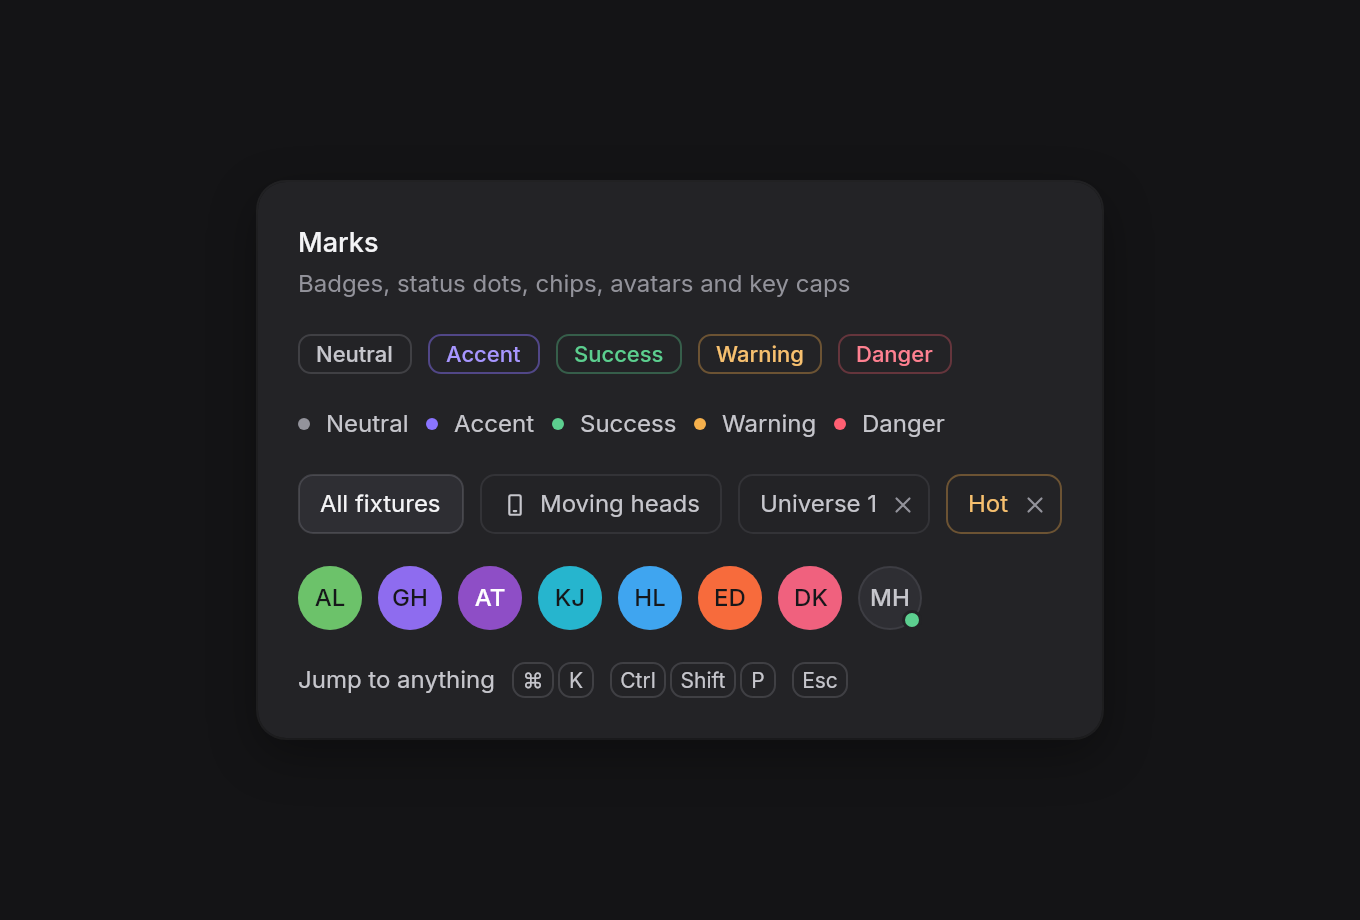 Marks
Badges, status dots, chips, avatars and key caps
Neutral Accent Success Warning Danger
Neutral Accent Success Warning Danger
All fixtures Moving heads Universe 1 Hot
AL GH AT KJ HL ED DK MH
Jump to anything ⌘ K Ctrl Shift P Esc